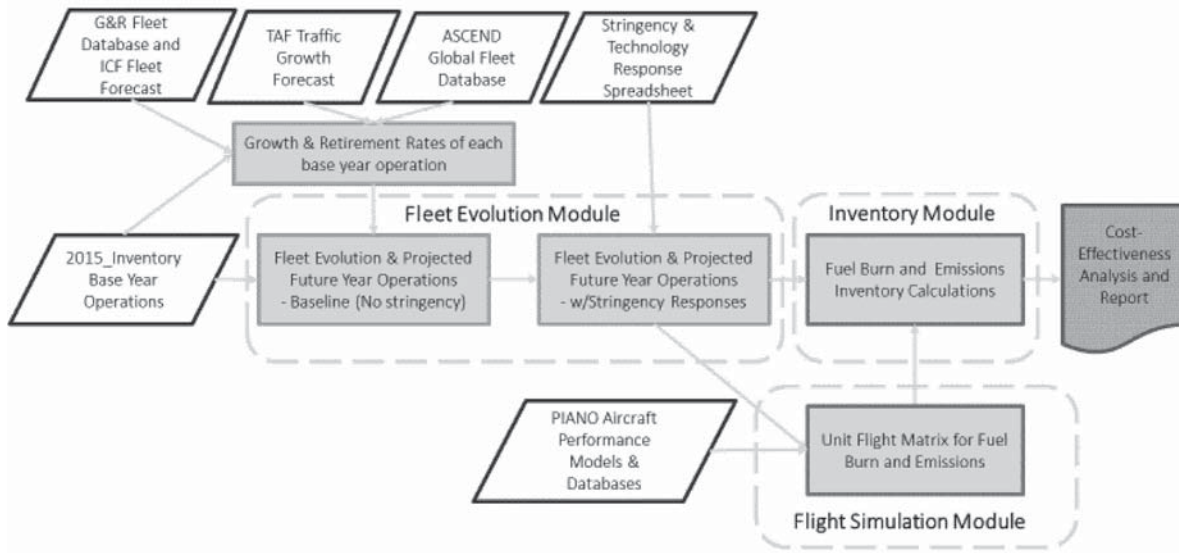 G&R Fleet
Database and
ICF Fleet
Forecast
TAF Traffic
Growth
Forecast
ASCEND
Global Fleet
Database
Stringency &
Technology
Response
Spreadsheet
Growth & Retirement Rates of each
base year operation
Fleet Evolution Module
Inventory Module
2015_Inventory
Base Year
Operations
Fleet Evolution & Projected
Future Year Operations
- Baseline (No stringency)
Fleet Evolution & Projected
Future Year Operations
- w/Stringency Responses
Fuel Burn and Emissions
Inventory Calculations
Cost-
Effectiveness
Analysis and
Report
PIANO Aircraft
Performance
Models &
Databases
Unit Flight Matrix for Fuel
Burn and Emissions
Flight Simulation Module